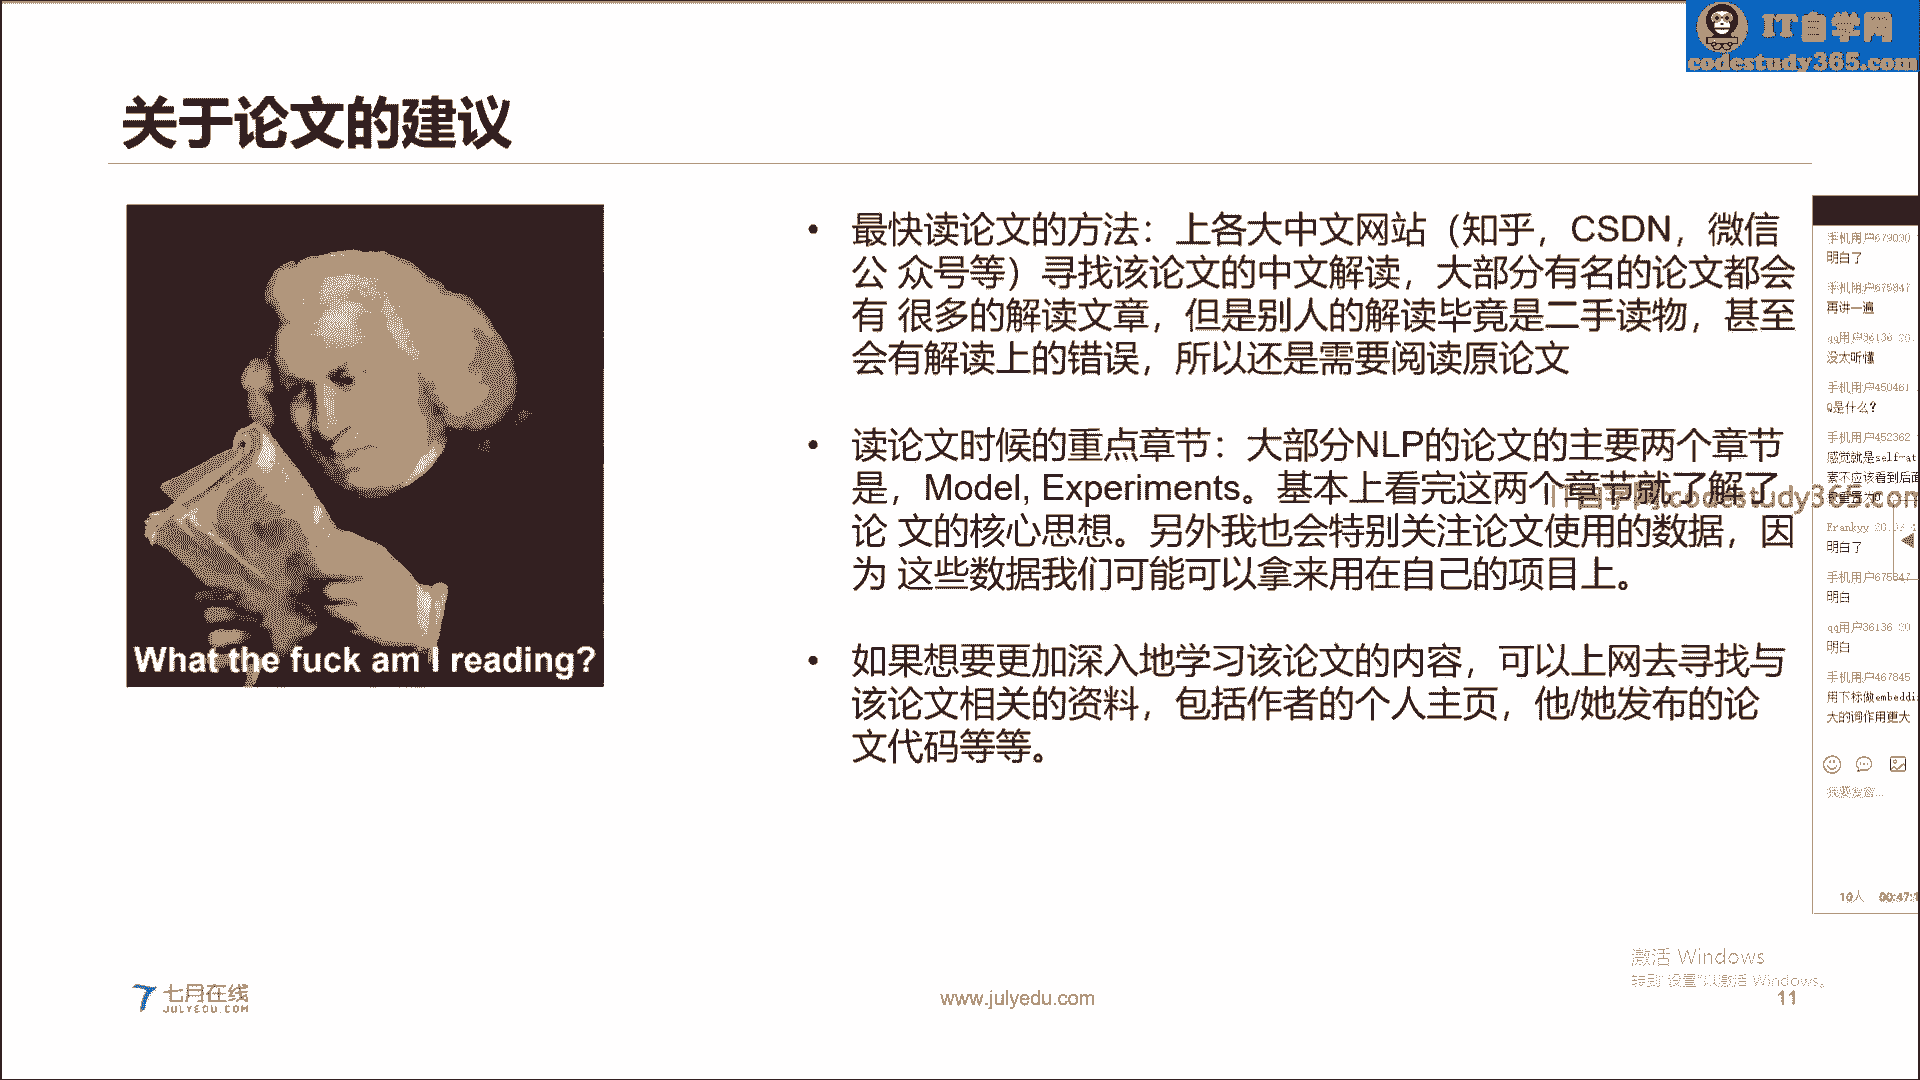 IT自学网
codestudy365.com
关于论文的建议
What the fuck am I reading?
• 最快读论文的方法：上各大中文网站（知乎，CSDN，微信
公 众号等）寻找该论文的中文解读，大部分有名的论文都会
有 很多的解读文章，但是别人的解读毕竟是二手读物，甚至
会有解读上的错误，所以还是需要阅读原论文
• 读论文时候的重点章节：大部分NLP的论文的主要两个章节
是，Model, Experiments。基本上看完这两个章节就了解了
论 文的核心思想。另外我也会特别关注论文使用的数据，因
为 这些数据我们可能可以拿来用在自己的项目上。
• 如果想要更加深入地学习该论文的内容，可以上网去寻找与
该论文相关的资料，包括作者的个人主页，他/她发布的论
文代码等等。
IT自学网.codestudy365.com
手机用户679030
明白了
手机用户675847
再讲一遍
qq用户36136 20
没太听懂
手机用户450461
Q是什么?
手机用户452362
感觉就是self-at
要不应该看到后面
Frankyy 20
明白了
手机用户675847
明白
qq用户36136 20
明白
手机用户467845
用下标做embeddi
大的词作用更大
我要发言...
10人 00:47:1
激活 Windows
转到"设置"以激活 Windows。
七月在线
JULYEDU.COM
www.julyedu.com
11